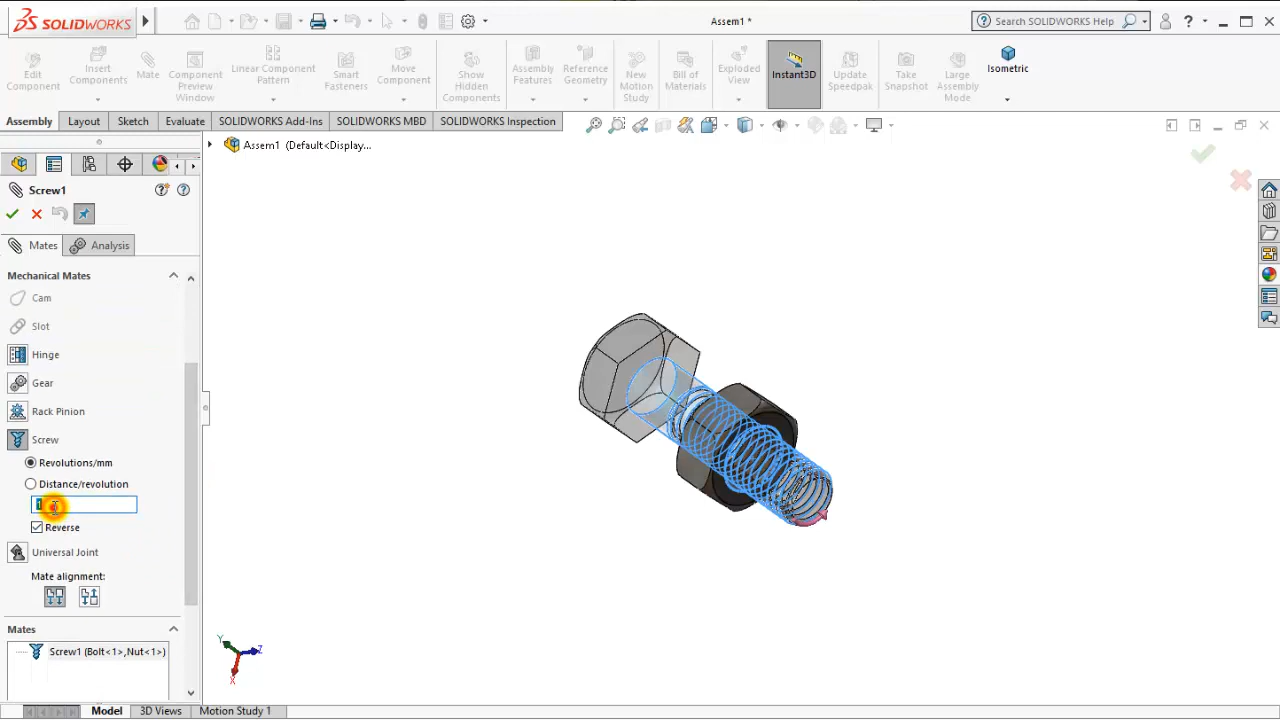 SOLIDWORKS
Assem1 *
Search SOLIDWORKS Help
?
Edit Component
Insert Components
Mate
Component Preview Window
Linear Component Pattern
Smart Fasteners
Move Component
Show Hidden Components
Assembly Features
Reference Geometry
New Motion Study
Bill of Materials
Exploded View
Instant3D
Update Speedpak
Take Snapshot
Large Assembly Mode
Isometric
Assembly
Layout
Sketch
Evaluate
SOLIDWORKS Add-Ins
SOLIDWORKS MBD
SOLIDWORKS Inspection
Assem1 (Default<Display...
Screw1
Mates
Analysis
Mechanical Mates
Cam
Slot
Hinge
Gear
Rack Pinion
Screw
Revolutions/mm
Distance/revolution
1
Reverse
Universal Joint
Mate alignment:
Mates
Screw1 (Bolt<1>,Nut<1>)
Y
Z
X
Model
3D Views
Motion Study 1